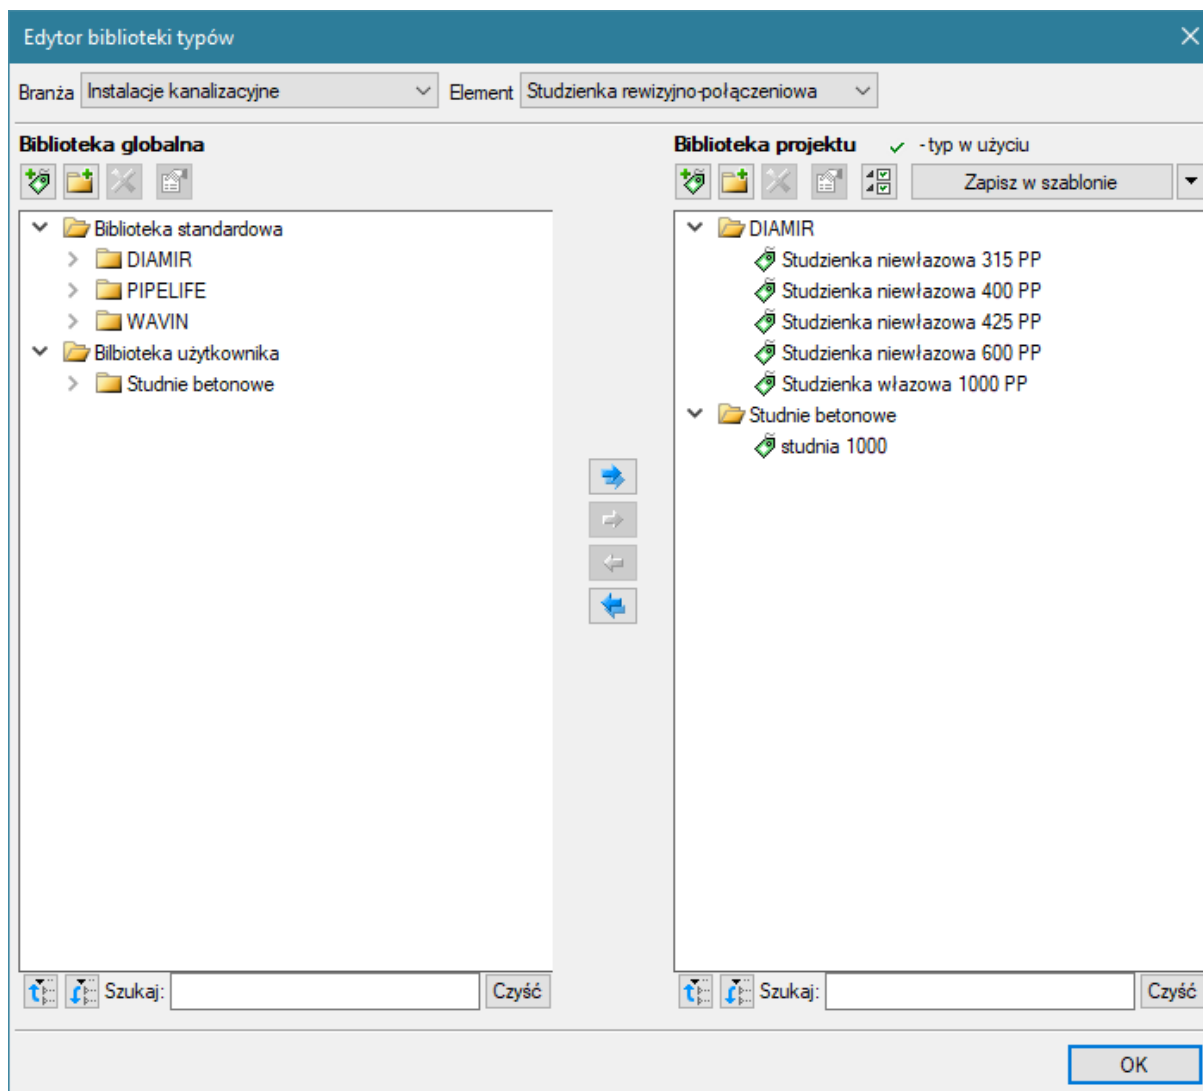 Edytor biblioteki typów
Branża Instalacje kanalizacyjne Element Studzienka rewizyjno-połączeniowa
Biblioteka globalna
Biblioteka standardowa
DIAMIR
PIPELIFE
WAVIN
Bilbioteka użytkownika
Studnie betonowe
Szukaj: Czyść
Biblioteka projektu - typ w użyciu
Zapisz w szablonie
DIAMIR
Studzienka niewłazowa 315 PP
Studzienka niewłazowa 400 PP
Studzienka niewłazowa 425 PP
Studzienka niewłazowa 600 PP
Studzienka włazowa 1000 PP
Studnie betonowe
studnia 1000
Szukaj: Czyść
OK